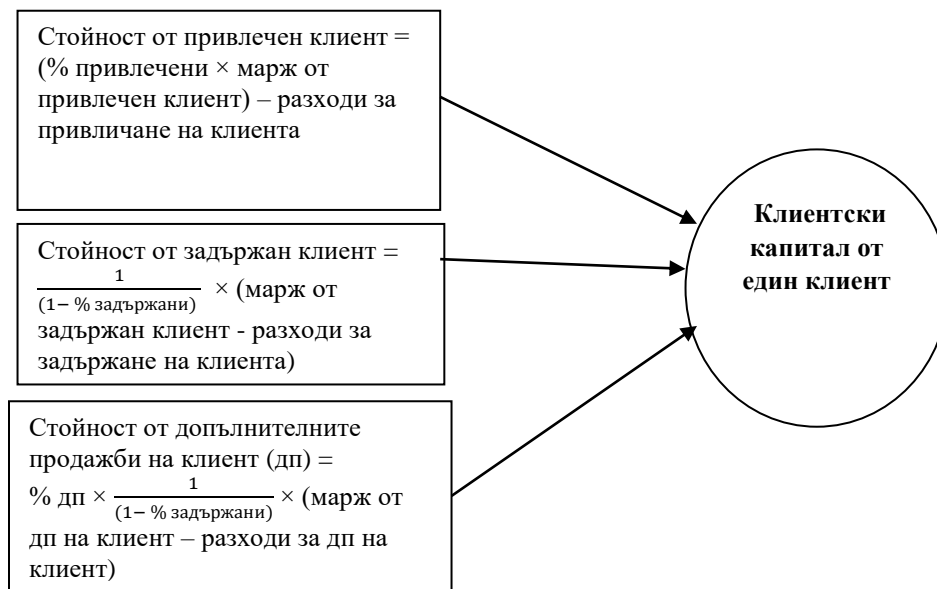 Стойност от привлечен клиент =
(% привлечени × марж от
привлечен клиент) – разходи за
привличане на клиента
Стойност от задържан клиент =
1/(1– % задържани) × (марж от
задържан клиент - разходи за
задържане на клиента)
Стойност от допълнителните
продажби на клиент (дп) =
% дп × 1/(1– % задържани) × (марж от
дп на клиент – разходи за дп на
клиент)
Клиентски
капитал от
един клиент